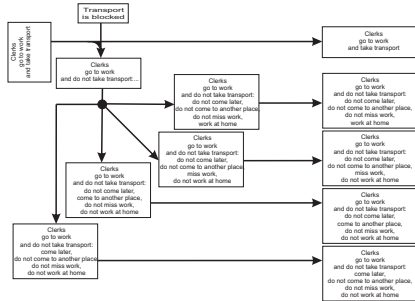 Transport
is blocked
Clerks
go to work
and take transport
Clerks
go to work
and take transport
Clerks
go to work
and do not take transport:...
Clerks
go to work
and do not take transport:
do not come later,
do not come to another place,
do not miss work,
work at home
Clerks
go to work
and do not take transport:
do not come later,
do not come to another place,
do not miss work,
work at home
Clerks
go to work
and do not take transport:
do not come later,
do not come to another place,
miss work,
do not work at home
Clerks
go to work
and do not take transport:
do not come later,
do not come to another place,
miss work,
do not work at home
Clerks
go to work
and do not take transport:
do not come later,
come to another place,
do not miss work,
do not work at home
Clerks
go to work
and do not take transport:
do not come later,
come to another place,
do not miss work,
do not work at home
Clerks
go to work
and do not take transport:
come later,
do not come to another place,
do not miss work,
do not work at home
Clerks
go to work
and do not take transport:
come later,
do not come to another place,
do not miss work,
do not work at home